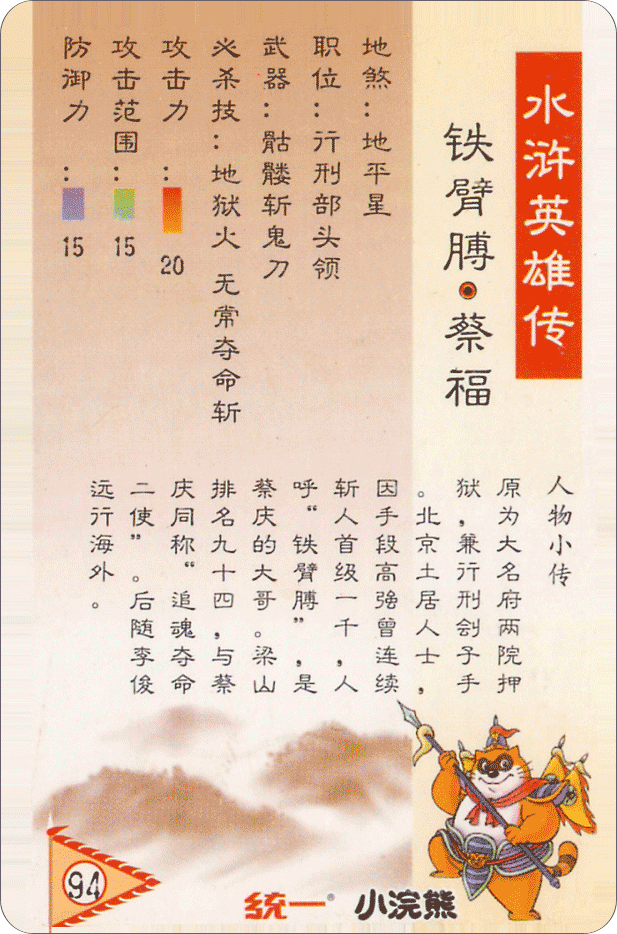 水浒英雄传
铁臂膊·蔡福
地煞：地平星
职位：行刑部头领
武器：骷髅斩鬼刀
必杀技：地狱火 无常夺命斩
攻击力：20
攻击范围：15
防御力：15
人物小传
原为大名府两院押
狱，兼行刑刽子手
。北京土居人士，
因手段高强曾连续
斩人首级一千，人
呼“铁臂膊”，是
蔡庆的大哥。梁山
排名九十四，与蔡
庆同称“追魂夺命
二使”。后随李俊
远行海外。
94
统一® 小浣熊